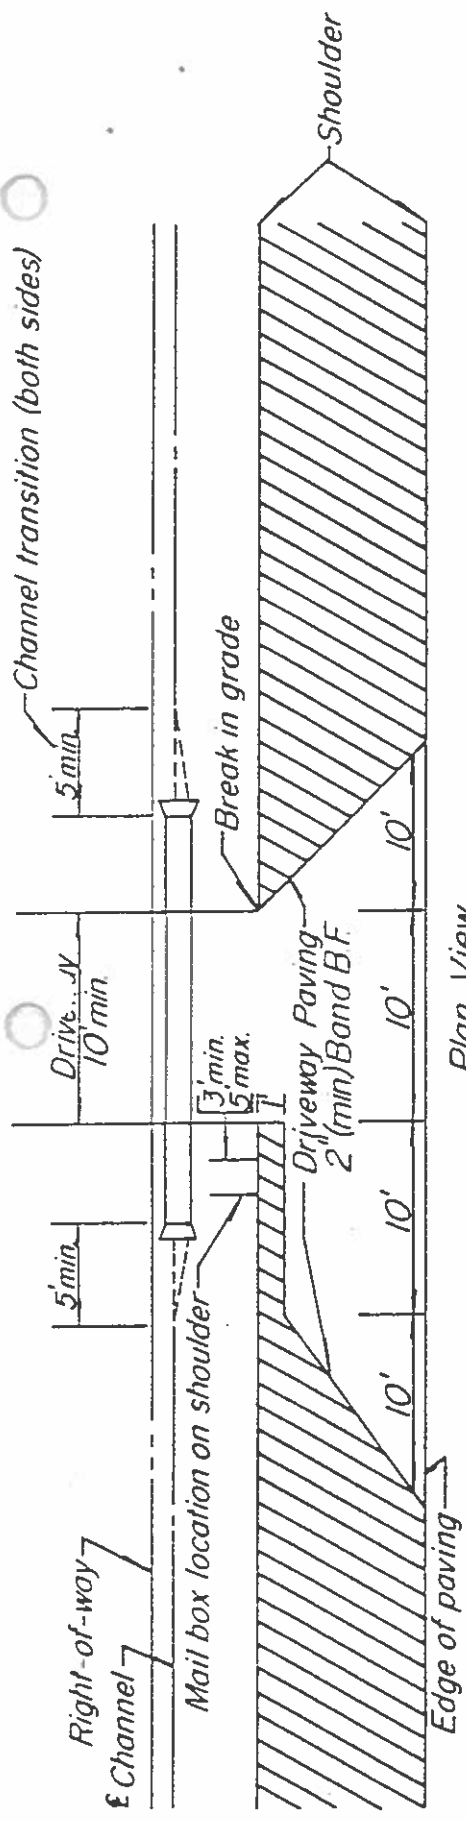 Channel transition (both sides)
5' min.
10' min.
5' min.
Right-of-way
℄ Channel
Mail box location on shoulder
3' min.
5' max.
1'
Break in grade
Driveway Paving
2" (min) Band B.F.
Shoulder
10'
10'
10'
10'
Edge of paving
Plan View